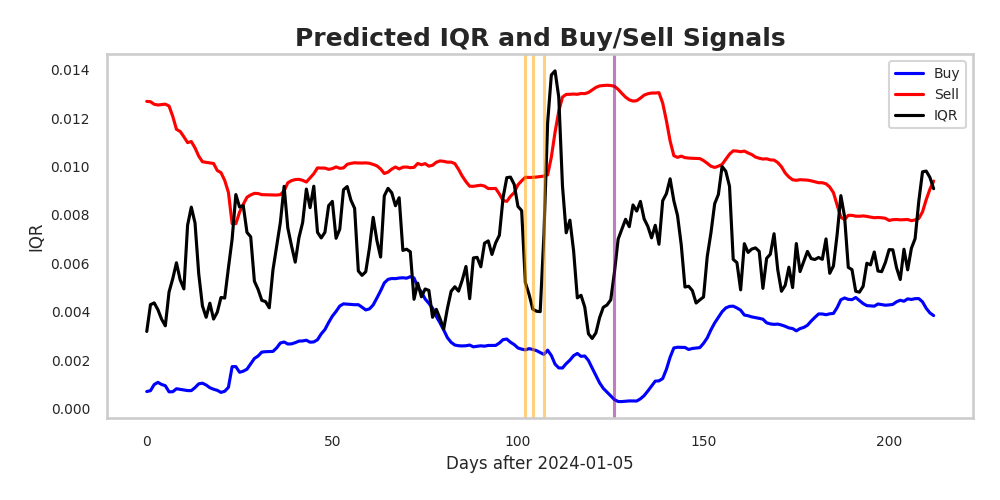 Predicted IQR and Buy/Sell Signals
0.014
0.012
0.010
0.008
0.006
0.004
0.002
0.000
IQR
Buy
Sell
IQR
0 50 100 150 200
Days after 2024-01-05